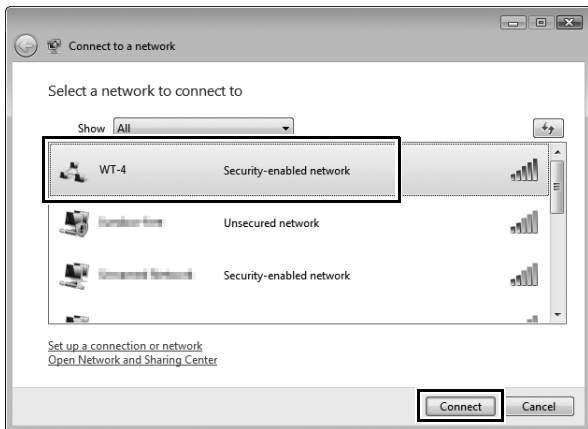 Connect to a network
Select a network to connect to
Show All
WT-4 Security-enabled network
Unsecured network
Security-enabled network
Set up a connection or network
Open Network and Sharing Center
Connect Cancel